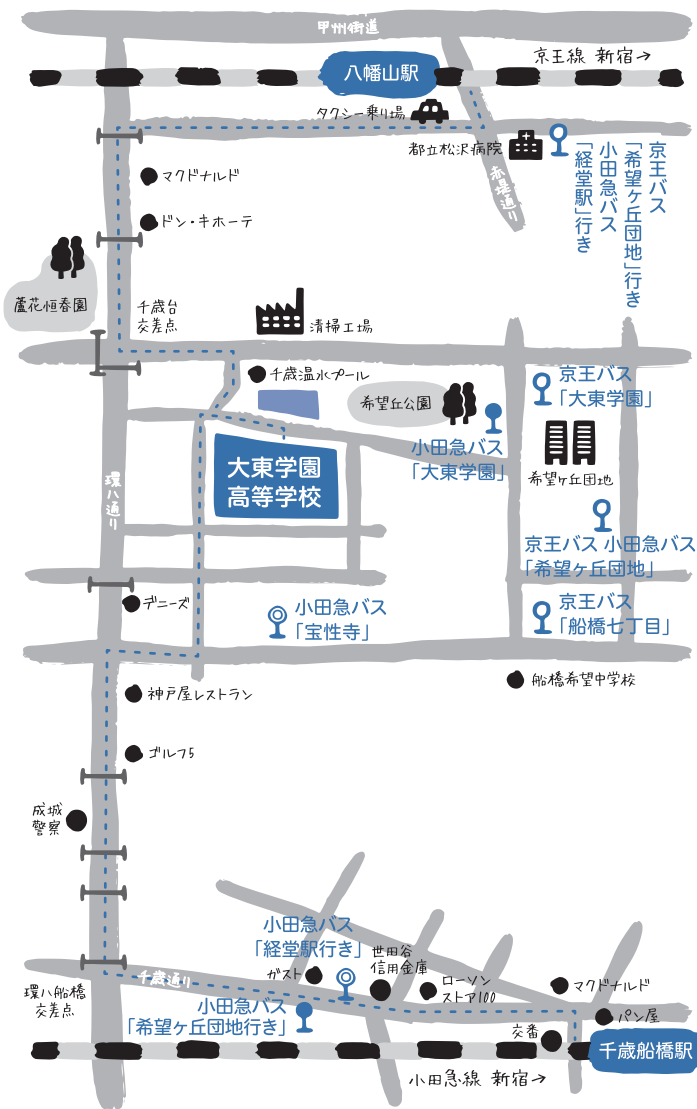 甲州街道
京王線 新宿→
八幡山駅
タクシー乗り場
都立松沢病院
京王バス
「希望ヶ丘団地」行き
小田急バス
「経堂駅」行き
赤堤通り
マクドナルド
ドン・キホーテ
蘆花恒春園
千歳台
交差点
清掃工場
千歳温水プール
希望丘公園
京王バス
「大東学園」
小田急バス
「大東学園」
大東学園
高等学校
希望ヶ丘団地
環八通り
京王バス 小田急バス
「希望ヶ丘団地」
デニーズ
小田急バス
「宝性寺」
京王バス
「船橋七丁目」
船橋希望中学校
神戸屋レストラン
ゴルフ5
成城
警察
小田急バス
「経堂駅行き」
世田谷
信用金庫
ガスト
千歳通り
ローソン
ストア100
マクドナルド
環八船橋
交差点
小田急バス
「希望ヶ丘団地行き」
パン屋
交番
千歳船橋駅
小田急線 新宿→